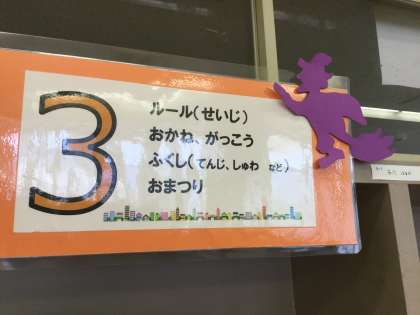 3
ルール(せいじ)
おかね、がっこう
ふくし(てんじ、しゅわ など)
おまつり